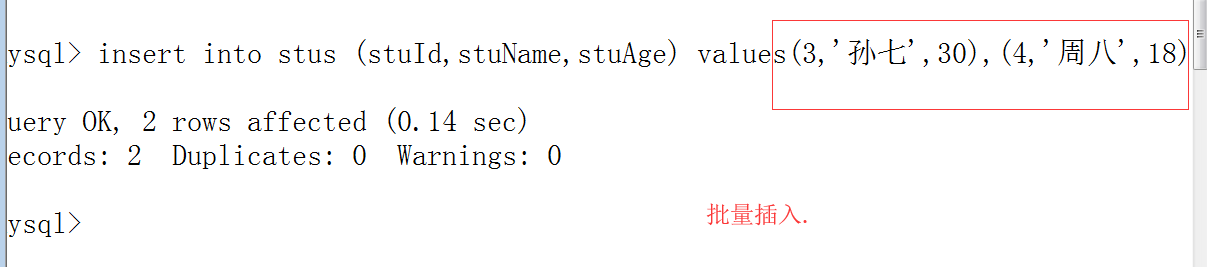 ysql> insert into stus (stuId,stuName,stuAge) values(3,'孙七',30),(4,'周八',18)
uery OK, 2 rows affected (0.14 sec)
ecords: 2  Duplicates: 0  Warnings: 0
ysql>
批量插入.